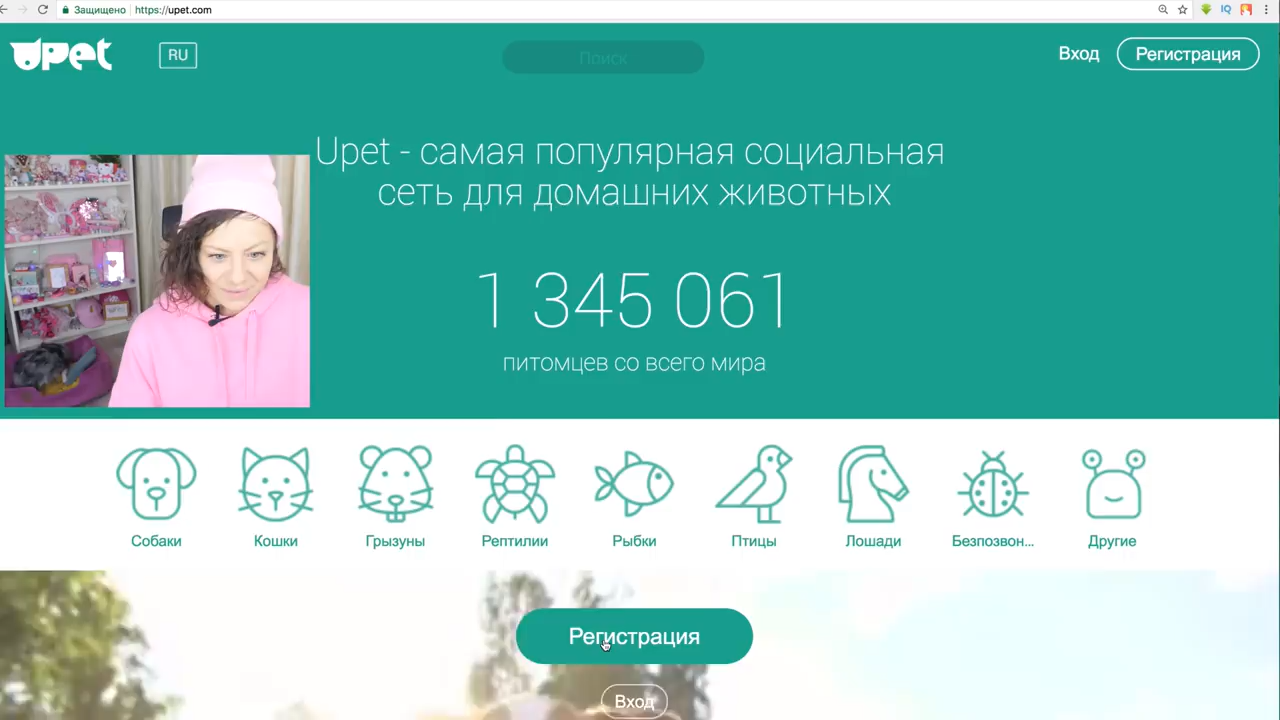 Защищено
https://upet.com
IQ
Upet
RU
Поиск
Вход
Регистрация
Upet - самая популярная социальная
сеть для домашних животных
1 345 061
питомцев со всего мира
Собаки
Кошки
Грызуны
Рептилии
Рыбки
Птицы
Лошади
Безпозвон...
Другие
Регистрация
Вход